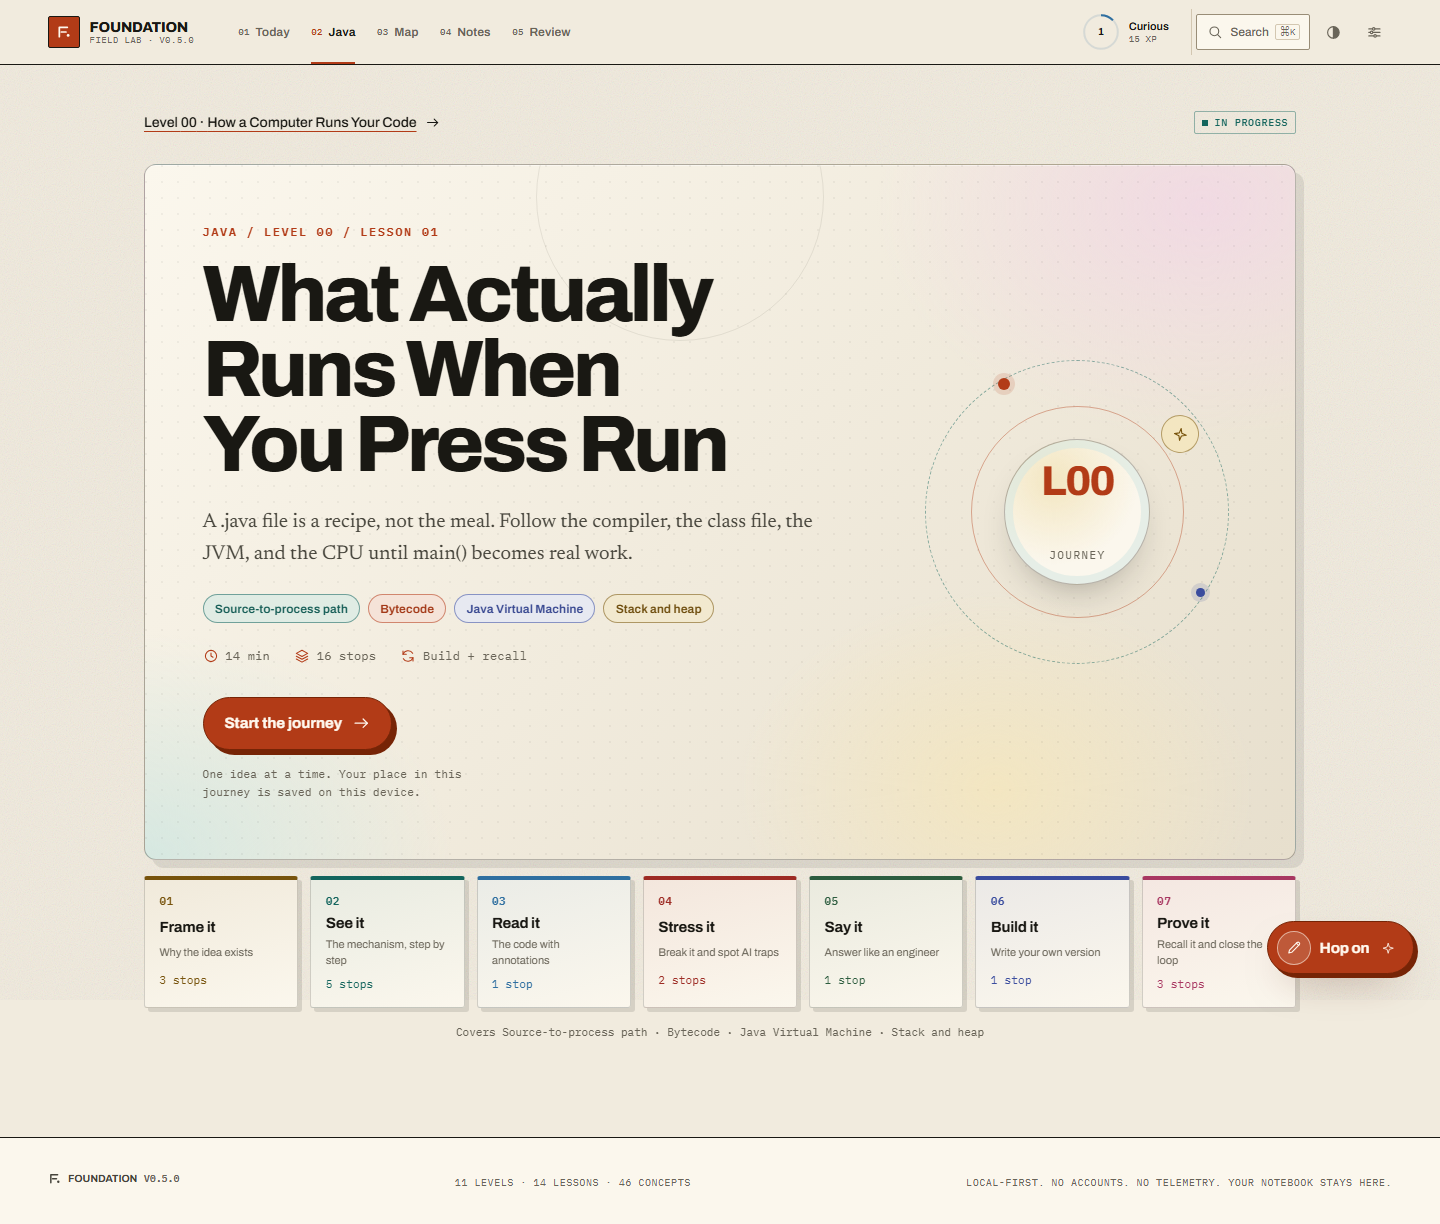 F. FOUNDATION
FIELD LAB · V0.5.0
01 Today 02 Java 03 Map 04 Notes 05 Review
1 Curious
15 XP
Search ⌘K
Level 00 · How a Computer Runs Your Code →
IN PROGRESS
JAVA / LEVEL 00 / LESSON 01
What Actually
Runs When
You Press Run
A .java file is a recipe, not the meal. Follow the compiler, the class file, the
JVM, and the CPU until main() becomes real work.
Source-to-process path Bytecode Java Virtual Machine Stack and heap
14 min 16 stops Build + recall
Start the journey →
One idea at a time. Your place in this
journey is saved on this device.
L00
JOURNEY
01
Frame it
Why the idea exists
3 stops
02
See it
The mechanism, step by
step
5 stops
03
Read it
The code with
annotations
1 stop
04
Stress it
Break it and spot AI traps
2 stops
05
Say it
Answer like an engineer
1 stop
06
Build it
Write your own version
1 stop
07
Prove it
Recall it and close the
loop
3 stops
Hop on
Covers Source-to-process path · Bytecode · Java Virtual Machine · Stack and heap
F. FOUNDATION V0.5.0
11 LEVELS · 14 LESSONS · 46 CONCEPTS
LOCAL-FIRST. NO ACCOUNTS. NO TELEMETRY. YOUR NOTEBOOK STAYS HERE.